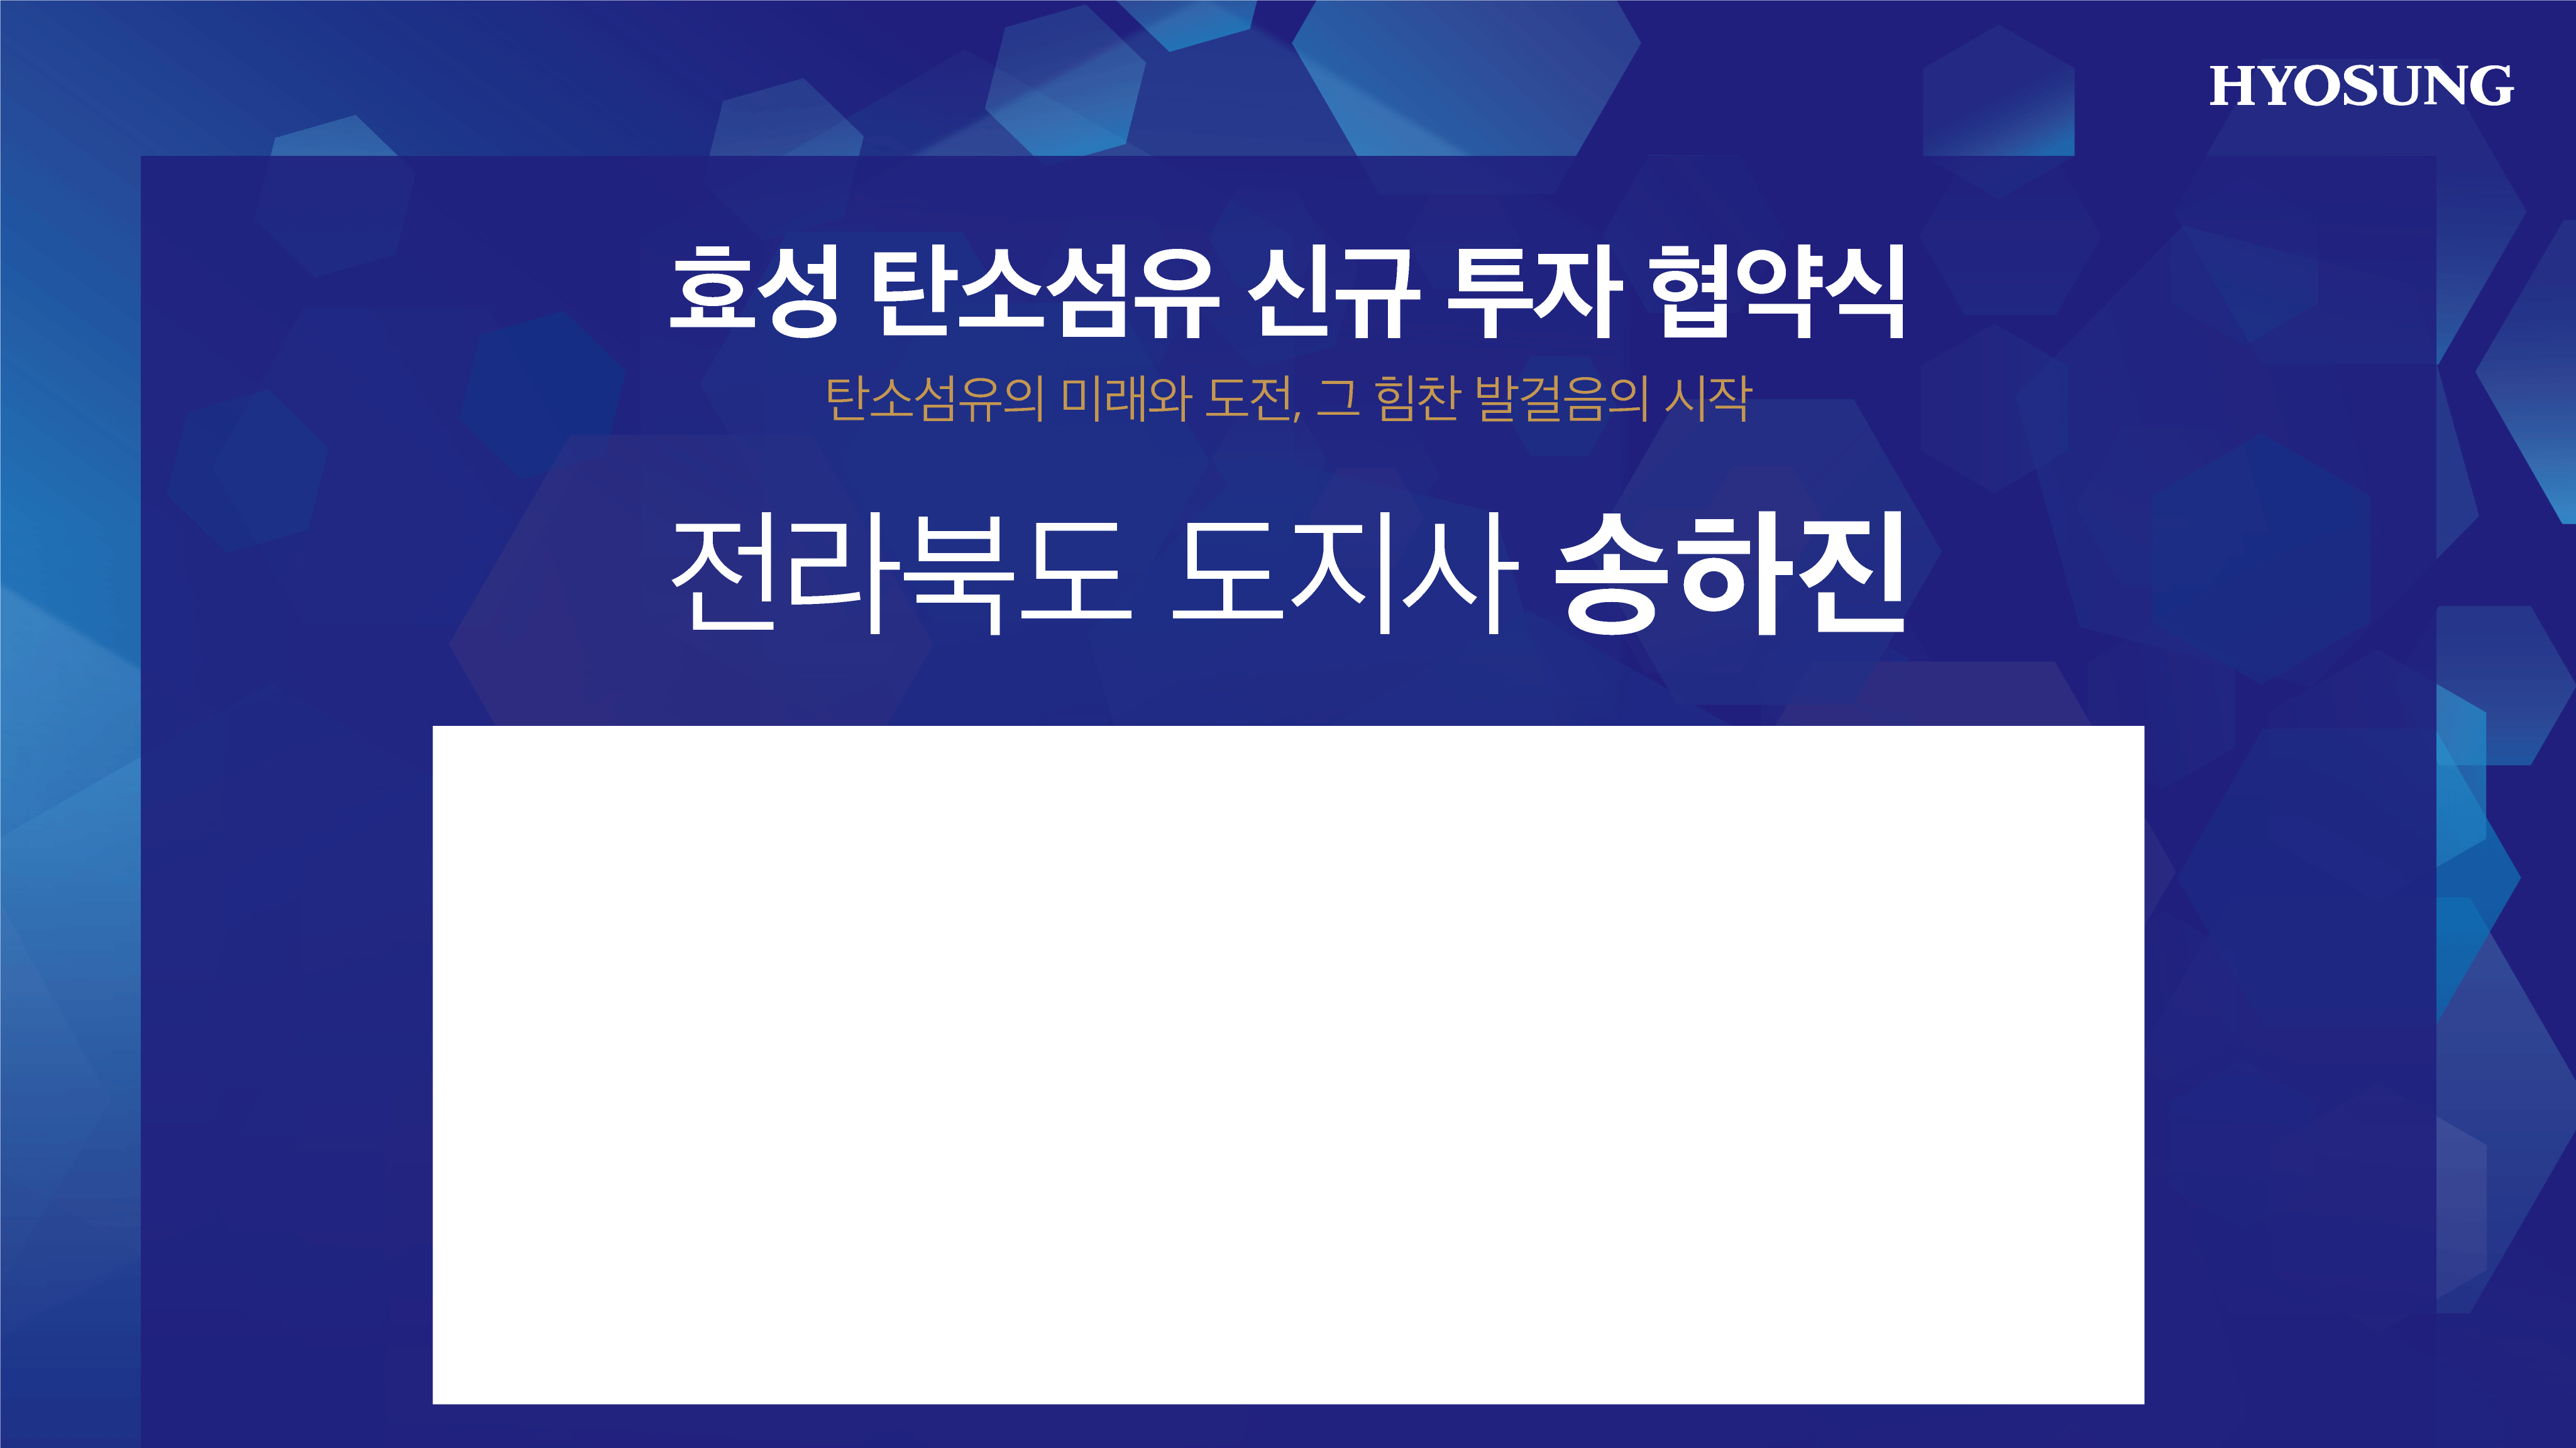 HYOSUNG
효성 탄소섬유 신규 투자 협약식
탄소섬유의 미래와 도전, 그 힘찬 발걸음의 시작
전라북도 도지사 송하진